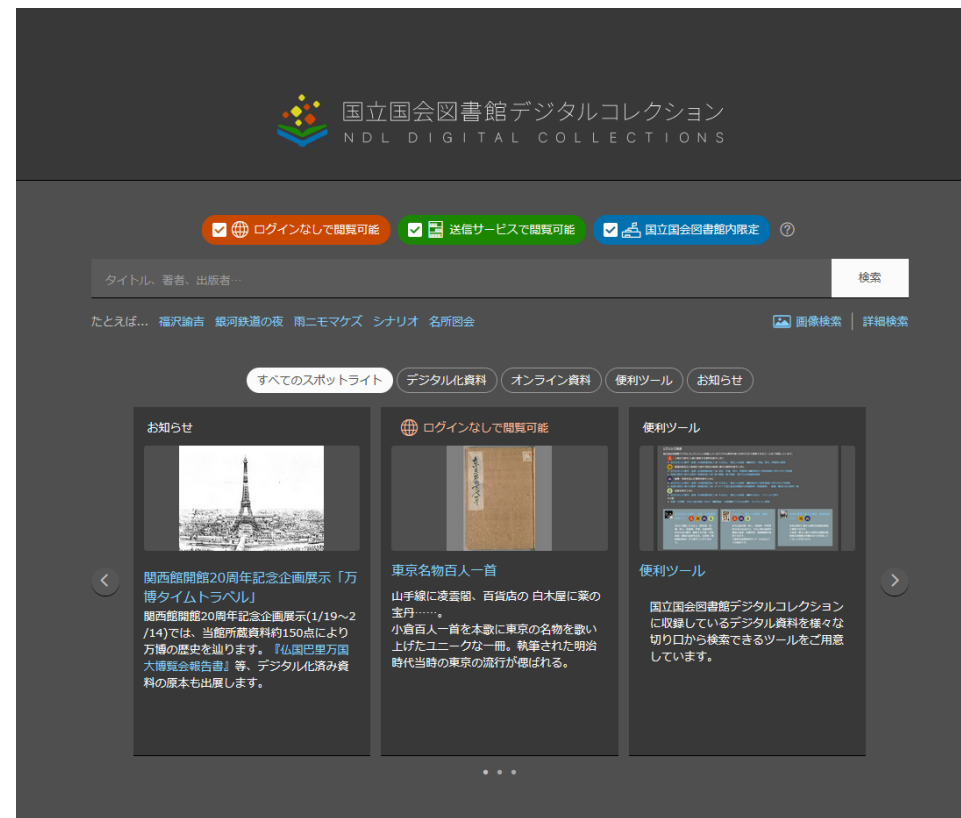 国立国会図書館デジタルコレクション
NDL DIGITAL COLLECTIONS
ログインなしで閲覧可能 送信サービスで閲覧可能 国立国会図書館内限定
タイトル、著者、出版者… 検索
たとえば... 福沢諭吉 銀河鉄道の夜 雨ニモマケズ シナリオ 名所図会 画像検索 詳細検索
すべてのスポットライト デジタル化資料 オンライン資料 便利ツール お知らせ
お知らせ
関西館開館20周年記念企画展示「万
博タイムトラベル」
関西館開館20周年記念企画展示(1/19～2
/14)では、当館所蔵資料約150点により
万博の歴史を辿ります。『仏国巴里万国
大博覧会報告書』等、デジタル化済み資
料の原本も出展します。
ログインなしで閲覧可能
東京名物百人一首
山手線に凌雲閣、百貨店の 白木屋に薬の
宝丹……。
小倉百人一首を本歌に東京の名物を歌い
上げたユニークな一冊。執筆された明治
時代当時の東京の流行が偲ばれる。
便利ツール
便利ツール
国立国会図書館デジタルコレクション
に収録しているデジタル資料を様々な
切り口から検索できるツールをご用意
しています。